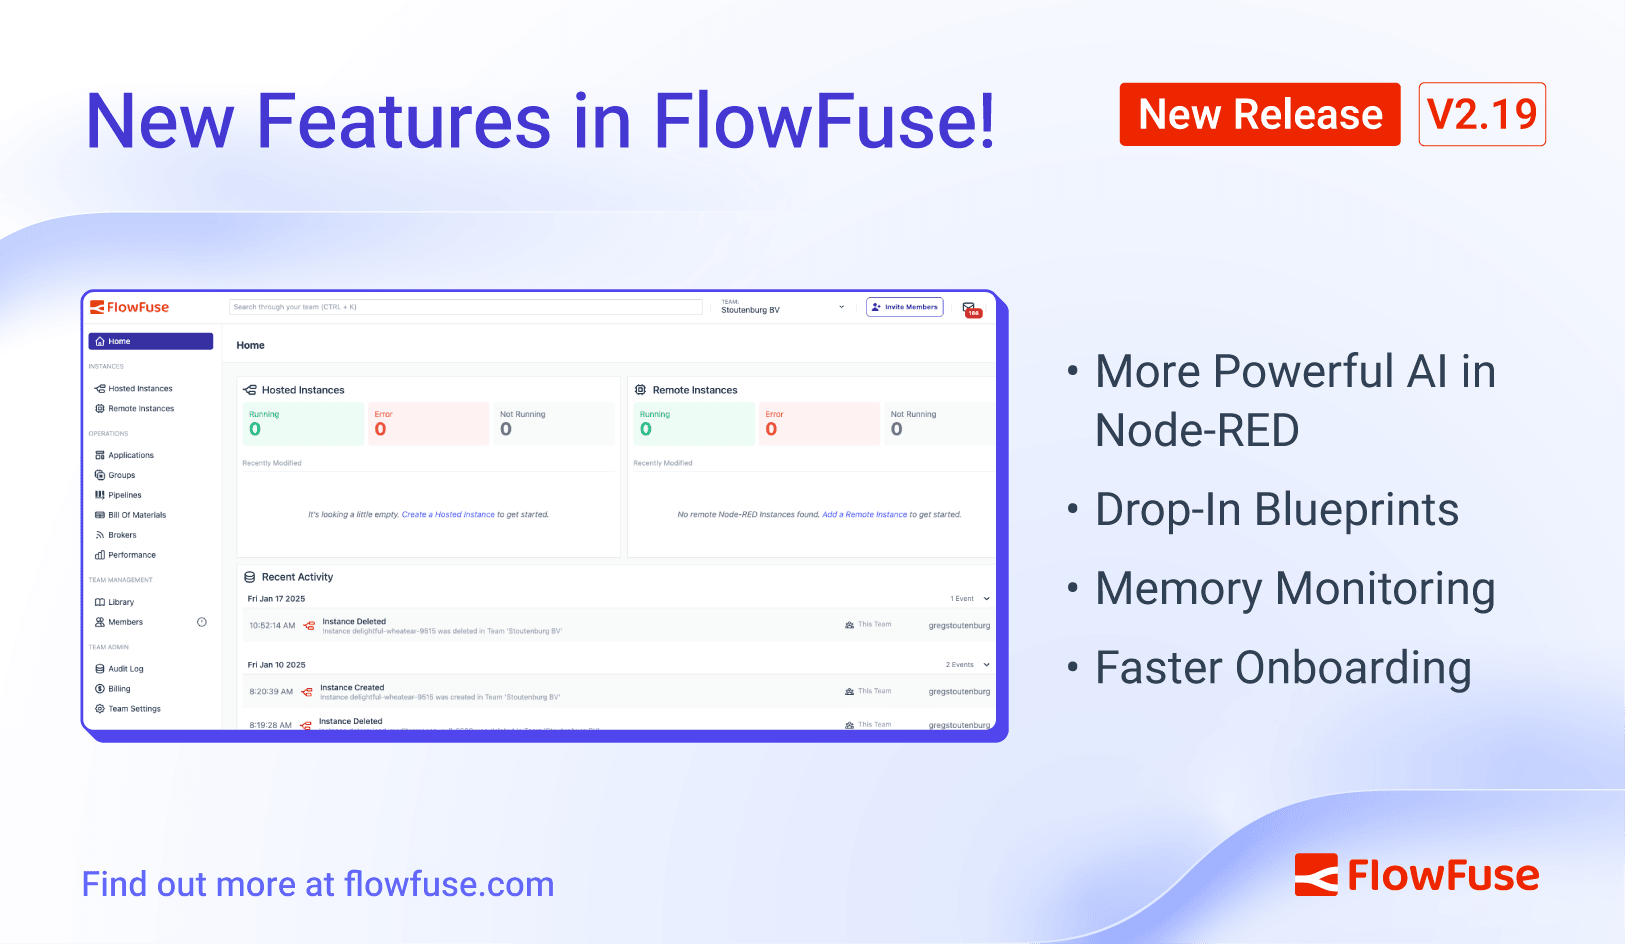 New Features in FlowFuse!
New Release
V2.19
FlowFuse
Search through your team (CTRL + K)
TEAM:
Stoutenburg BV
Invite Members
186
Home
INSTANCES
Hosted Instances
Remote Instances
OPERATIONS
Applications
Groups
Pipelines
Bill Of Materials
Brokers
Performance
TEAM MANAGEMENT
Library
Members
TEAM ADMIN
Audit Log
Billing
Team Settings
Home
Hosted Instances
Running
0
Error
0
Not Running
0
Recently Modified
It's looking a little empty. Create a Hosted Instance to get started.
Remote Instances
Running
0
Error
0
Not Running
0
Recently Modified
No remote Node-RED Instances found. Add a Remote Instance to get started.
Recent Activity
Fri Jan 17 2025
1 Event
10:52:14 AM
Instance Deleted
Instance delightful-wheatear-9515 was deleted in Team 'Stoutenburg BV'
This Team
gregstoutenburg
Fri Jan 10 2025
2 Events
8:20:39 AM
Instance Created
Instance delightful-wheatear-9515 was created in Team 'Stoutenburg BV'
This Team
gregstoutenburg
8:19:28 AM
Instance Deleted
This Team
gregstoutenburg
• More Powerful AI in
Node-RED
• Drop-In Blueprints
• Memory Monitoring
• Faster Onboarding
Find out more at flowfuse.com
FlowFuse